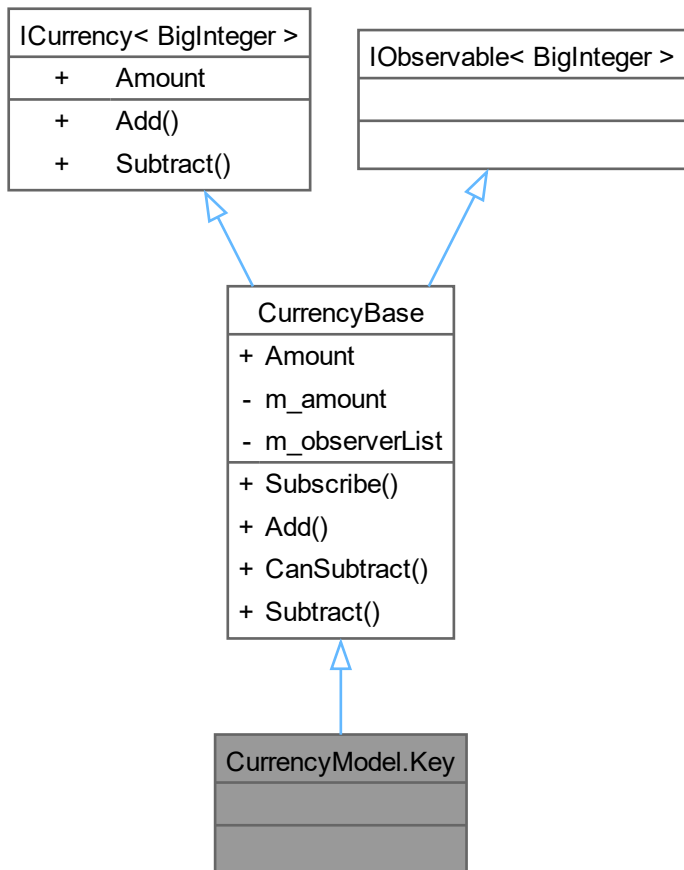 ICurrency< BigInteger >
+ Amount
+ Add()
+ Subtract()
IObservable< BigInteger >
CurrencyBase
+ Amount
- m_amount
- m_observerList
+ Subscribe()
+ Add()
+ CanSubtract()
+ Subtract()
CurrencyModel.Key